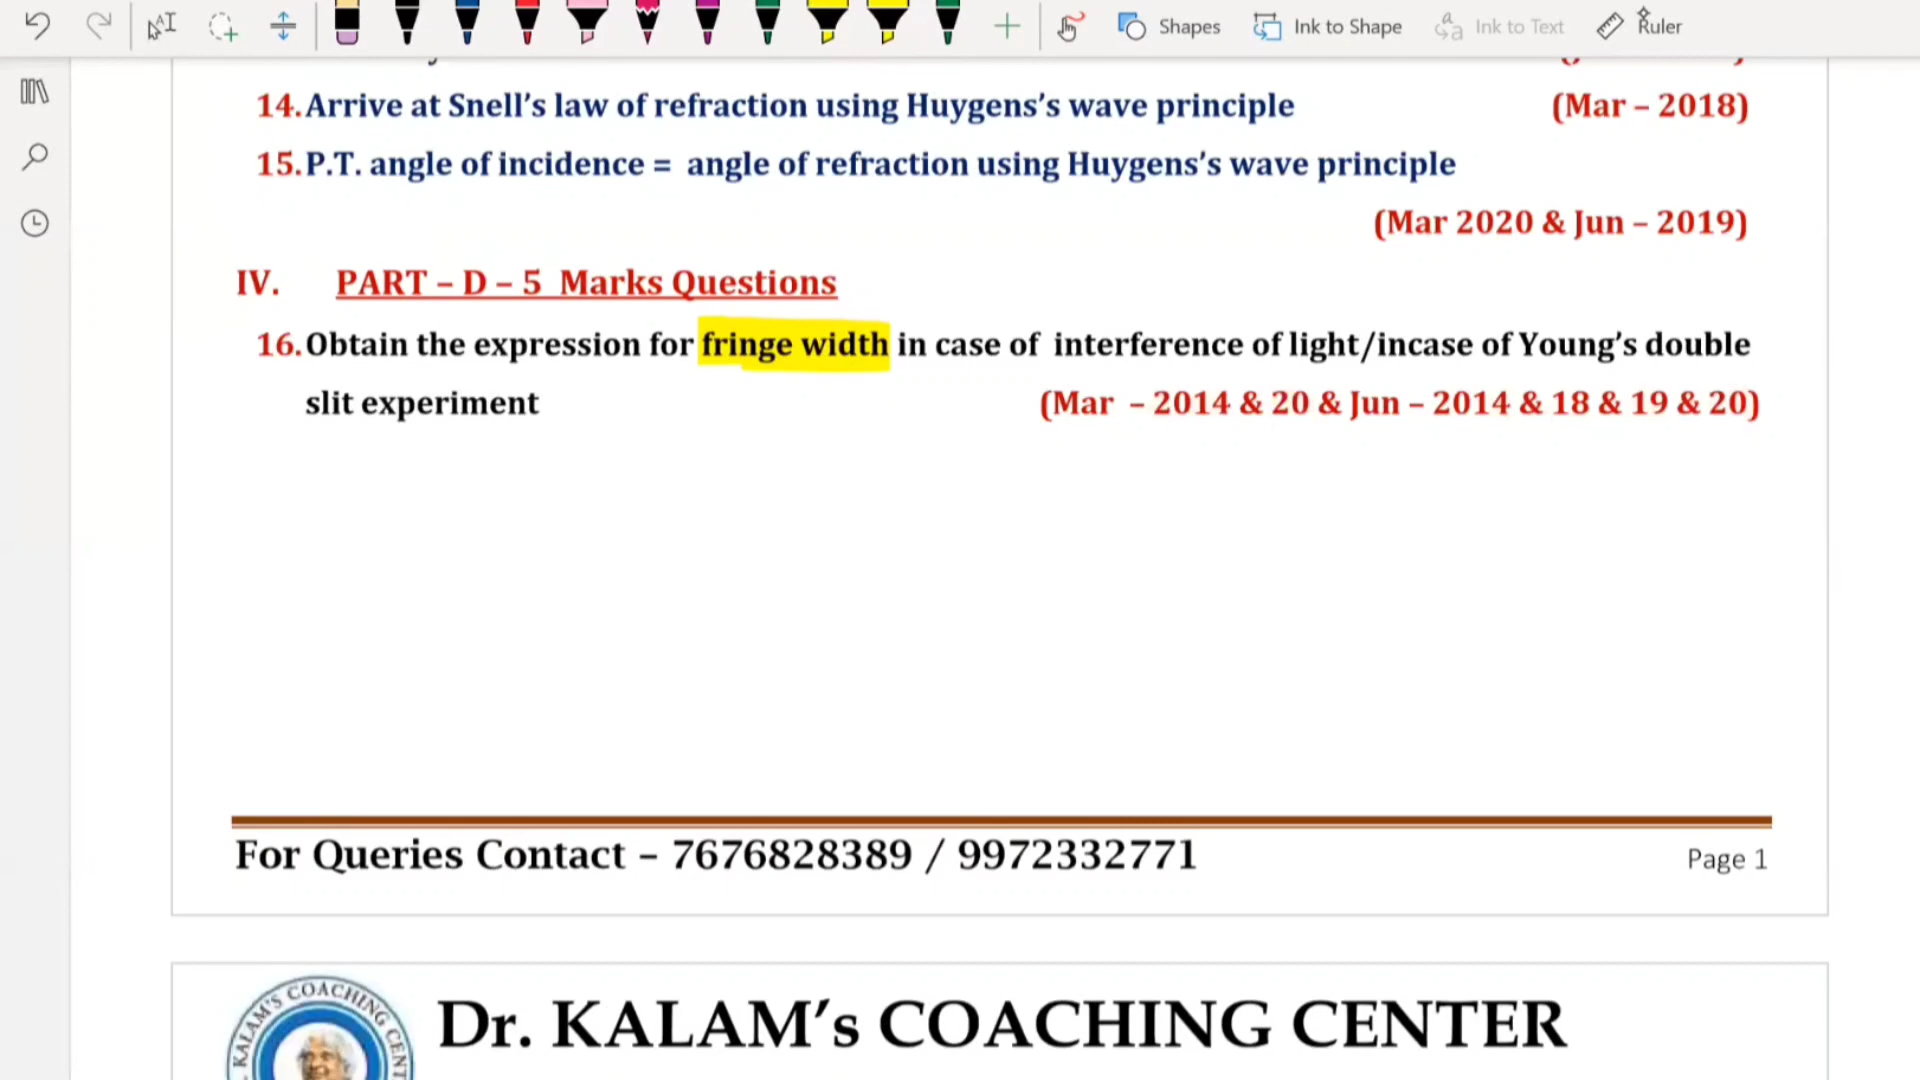 Shapes
Ink to Shape
Ink to Text
Ruler
14. Arrive at Snell's law of refraction using Huygens's wave principle (Mar – 2018)
15. P.T. angle of incidence = angle of refraction using Huygens's wave principle
(Mar 2020 & Jun – 2019)
IV. PART – D – 5 Marks Questions
16. Obtain the expression for fringe width in case of interference of light/incase of Young's double
slit experiment (Mar – 2014 & 20 & Jun – 2014 & 18 & 19 & 20)
For Queries Contact – 7676828389 / 9972332771
Page 1
KALAM'S COACHING CENT
Dr. KALAM's COACHING CENTER